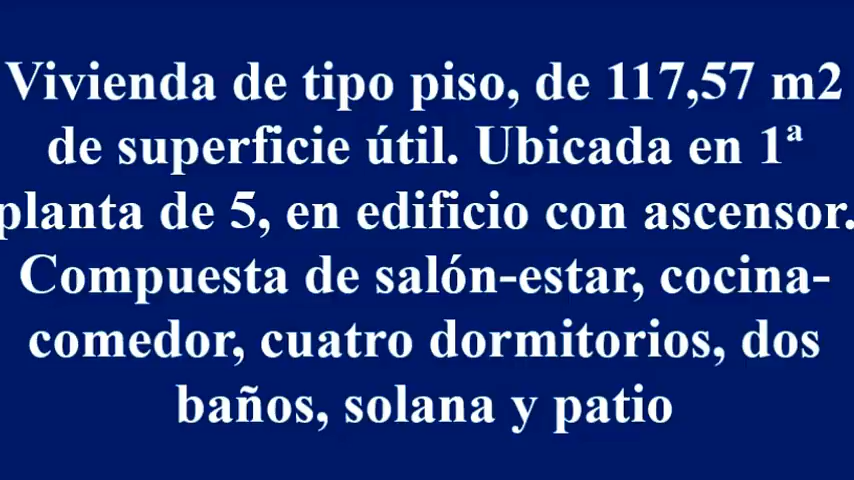 Vivienda de tipo piso, de 117,57 m2
de superficie útil. Ubicada en 1ª
planta de 5, en edificio con ascensor.
Compuesta de salón-estar, cocina-
comedor, cuatro dormitorios, dos
baños, solana y patio